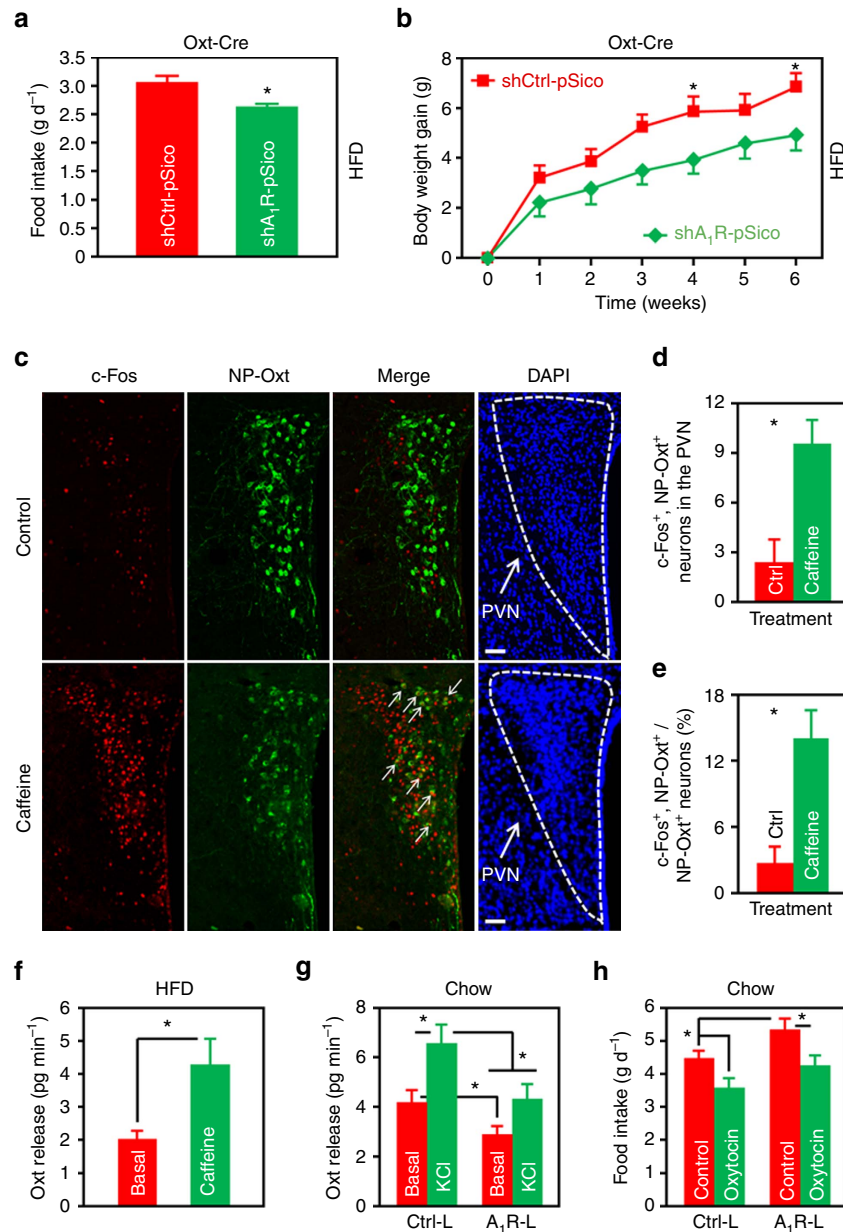 a
Oxt-Cre
Food intake (g d⁻¹)
3.5
3.0
2.5
2.0
1.5
1.0
0.5
0
*
shCtrl-pSico
shA₁R-pSico
HFD
b
Oxt-Cre
Body weight gain (g)
8
6
4
2
0
shCtrl-pSico
*
*
shA₁R-pSico
HFD
0 1 2 3 4 5 6
Time (weeks)
c
c-Fos NP-Oxt Merge DAPI
Control
PVN
Caffeine
PVN
d
c-Fos⁺, NP-Oxt⁺
neurons in the PVN
12
9
6
3
0
*
Ctrl
Caffeine
Treatment
e
c-Fos⁺, NP-Oxt⁺ /
NP-Oxt⁺ neurons (%)
18
12
6
0
*
Ctrl
Caffeine
Treatment
f
HFD
Oxt release (pg min⁻¹)
6
5
4
3
2
1
0
*
Basal
Caffeine
g
Chow
Oxt release (pg min⁻¹)
8
6
4
2
0
*
*
*
Basal
KCl
Basal
KCl
Ctrl-L A₁R-L
h
Chow
Food intake (g d⁻¹)
6
5
4
3
2
1
0
*
*
Control
Oxytocin
Control
Oxytocin
Ctrl-L A₁R-L